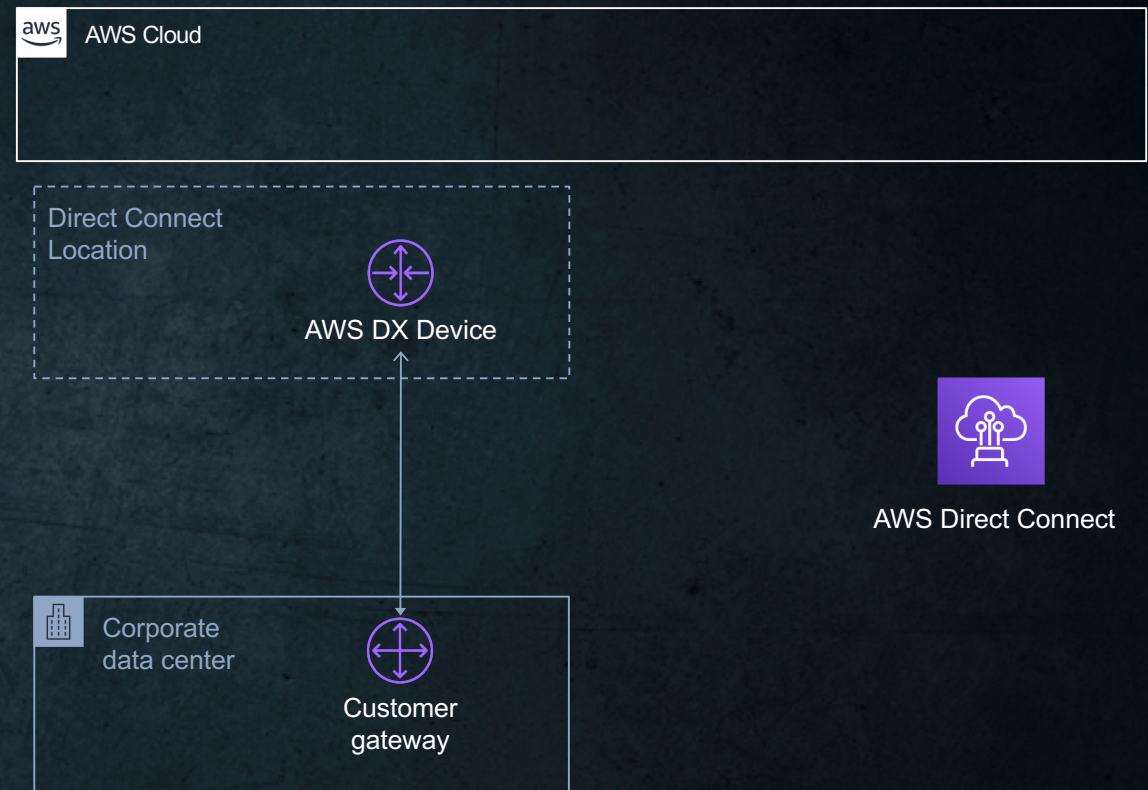 aws
AWS Cloud
Direct Connect
Location
AWS DX Device
AWS Direct Connect
Corporate
data center
Customer
gateway